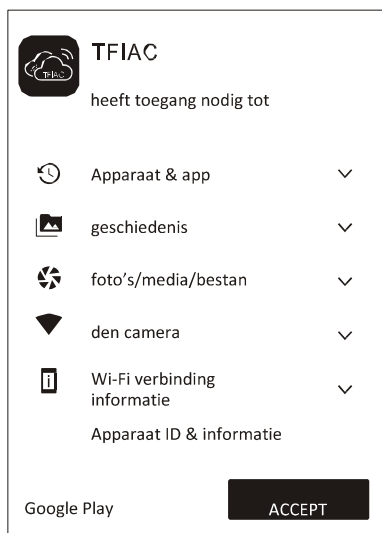 TFIAC
TFIAC
heeft toegang nodig tot
Apparaat & app
geschiedenis
foto's/media/bestan
den camera
Wi-Fi verbinding
informatie
Apparaat ID & informatie
Google Play
ACCEPT